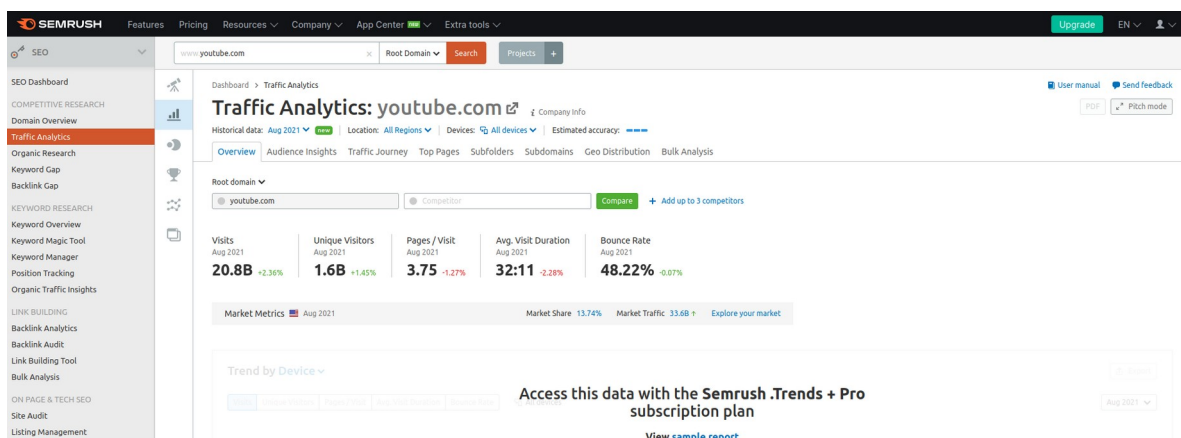 SEMRUSH
Features Pricing Resources Company App Center new Extra tools Upgrade EN
SEO
www.youtube.com Root Domain Search Projects +
SEO Dashboard
COMPETITIVE RESEARCH
Domain Overview
Traffic Analytics
Organic Research
Keyword Gap
Backlink Gap
KEYWORD RESEARCH
Keyword Overview
Keyword Magic Tool
Keyword Manager
Position Tracking
Organic Traffic Insights
LINK BUILDING
Backlink Analytics
Backlink Audit
Link Building Tool
Bulk Analysis
ON PAGE & TECH SEO
Site Audit
Listing Management
Dashboard > Traffic Analytics
User manual Send feedback
Traffic Analytics: youtube.com i Company Info
PDF Pitch mode
Historical data: Aug 2021 new Location: All Regions Devices: All devices Estimated accuracy:
Overview Audience Insights Traffic Journey Top Pages Subfolders Subdomains Geo Distribution Bulk Analysis
Root domain
youtube.com Competitor Compare + Add up to 3 competitors
Visits Unique Visitors Pages / Visit Avg. Visit Duration Bounce Rate
Aug 2021 Aug 2021 Aug 2021 Aug 2021 Aug 2021
20.8B +2.36% 1.6B +1.45% 3.75 -1.27% 32:11 -2.28% 48.22% -0.07%
Market Metrics Aug 2021 Market Share 13.74% Market Traffic 33.6B ↑ Explore your market
Trend by Device
Access this data with the Semrush .Trends + Pro
subscription plan
Aug 2021
View sample report